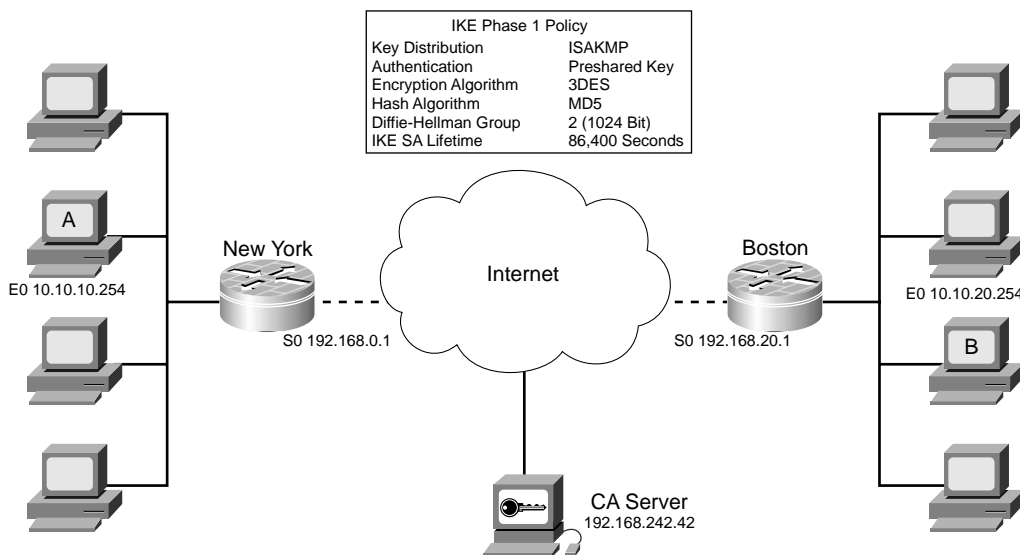 IKE Phase 1 Policy
Key Distribution ISAKMP
Authentication Preshared Key
Encryption Algorithm 3DES
Hash Algorithm MD5
Diffie-Hellman Group 2 (1024 Bit)
IKE SA Lifetime 86,400 Seconds
A
New York
Internet
Boston
E0 10.10.10.254
E0 10.10.20.254
S0 192.168.0.1
S0 192.168.20.1
B
CA Server
192.168.242.42